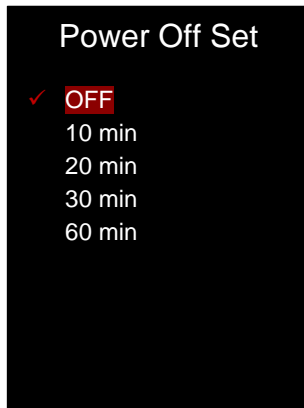 Power Off Set
✓ OFF
10 min
20 min
30 min
60 min